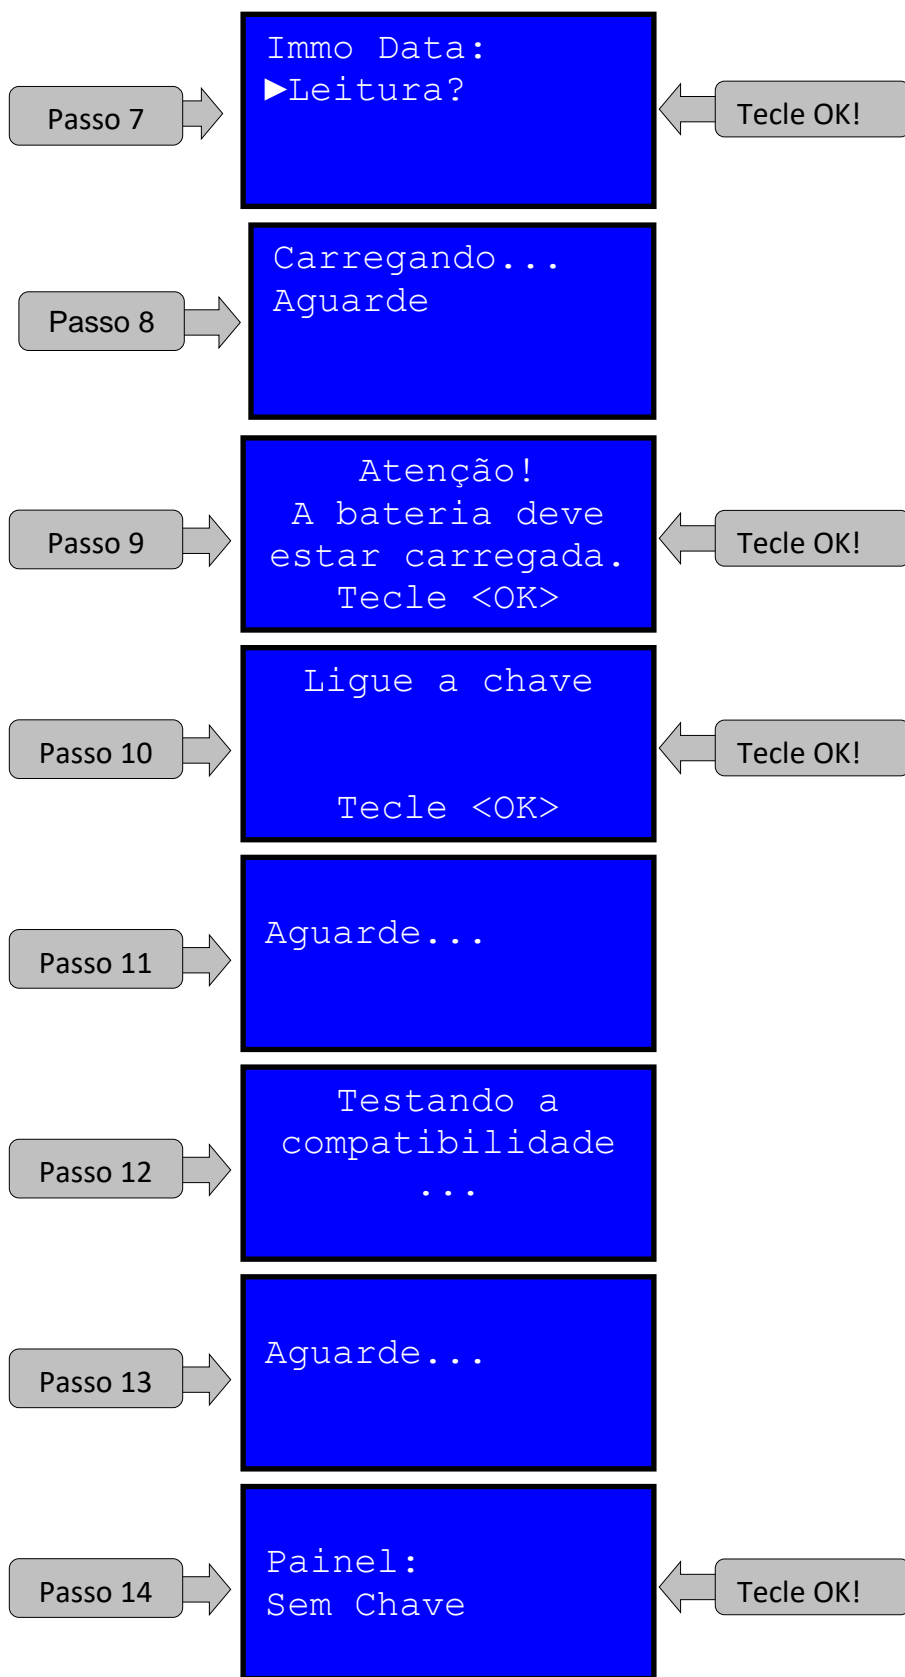 Immo Data:
►Leitura?
Passo 7
Tecle OK!
Carregando...
Aguarde
Passo 8
Atenção!
A bateria deve
estar carregada.
Tecle <OK>
Passo 9
Tecle OK!
Ligue a chave
Tecle <OK>
Passo 10
Tecle OK!
Aguarde...
Passo 11
Testando a
compatibilidade
...
Passo 12
Aguarde...
Passo 13
Painel:
Sem Chave
Passo 14
Tecle OK!